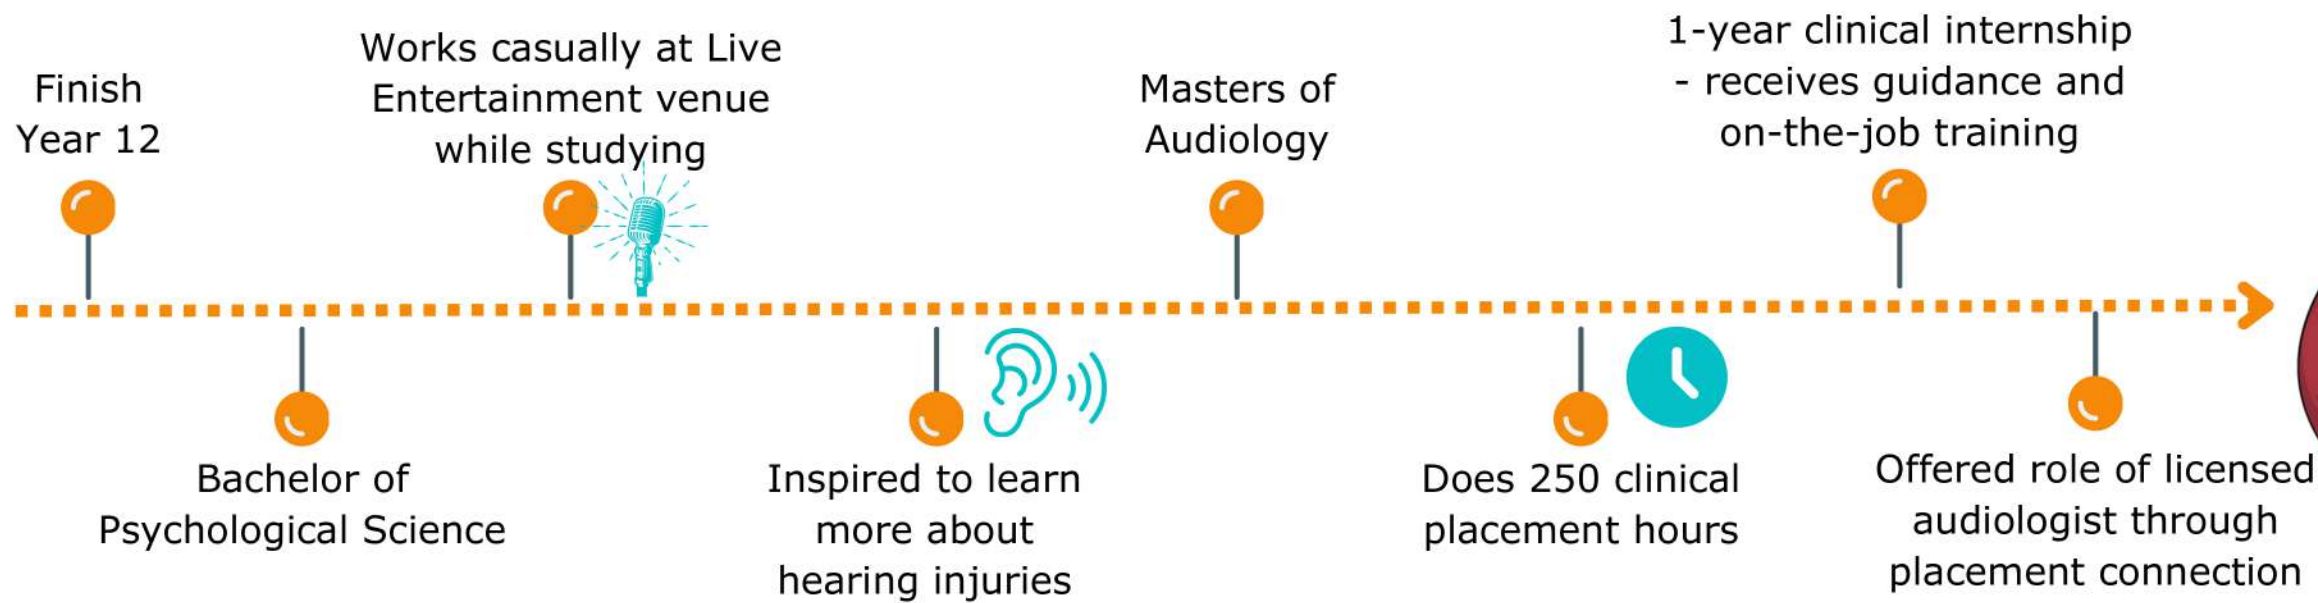 Finish
Year 12
Bachelor of
Psychological Science
Works casually at Live
Entertainment venue
while studying
Inspired to learn
more about
hearing injuries
Masters of
Audiology
Does 250 clinical
placement hours
1-year clinical internship
- receives guidance and
on-the-job training
Offered role of licensed
audiologist through
placement connection